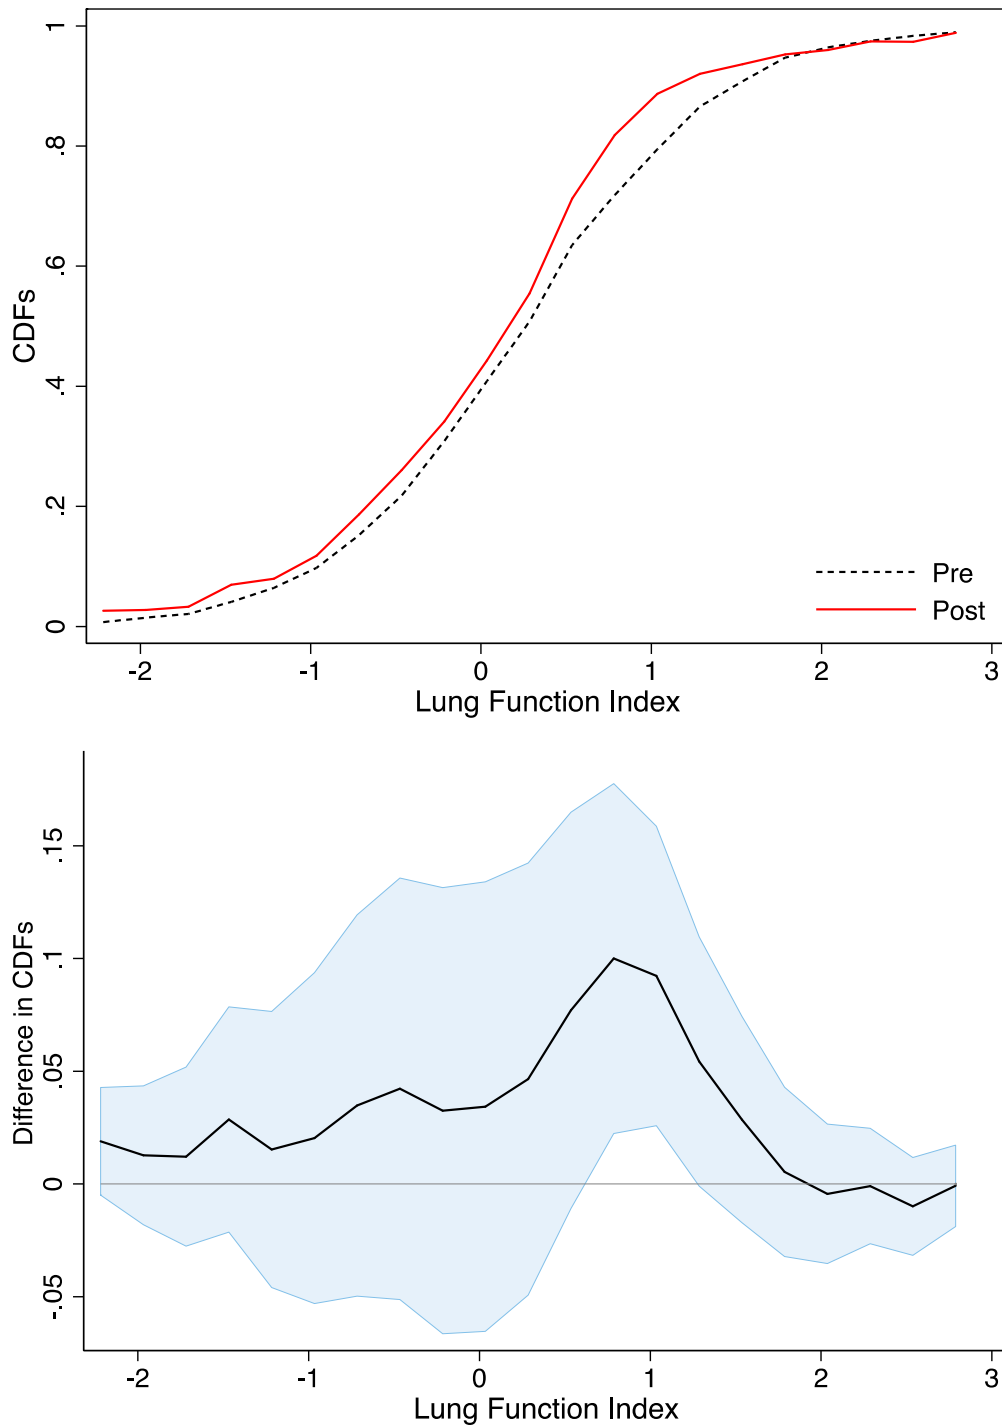 1
.8
.6
.4
.2
0
CDFs
Pre
Post
-2 -1 0 1 2 3
Lung Function Index
.15
.1
.05
0
-.05
Difference in CDFs
-2 -1 0 1 2 3
Lung Function Index